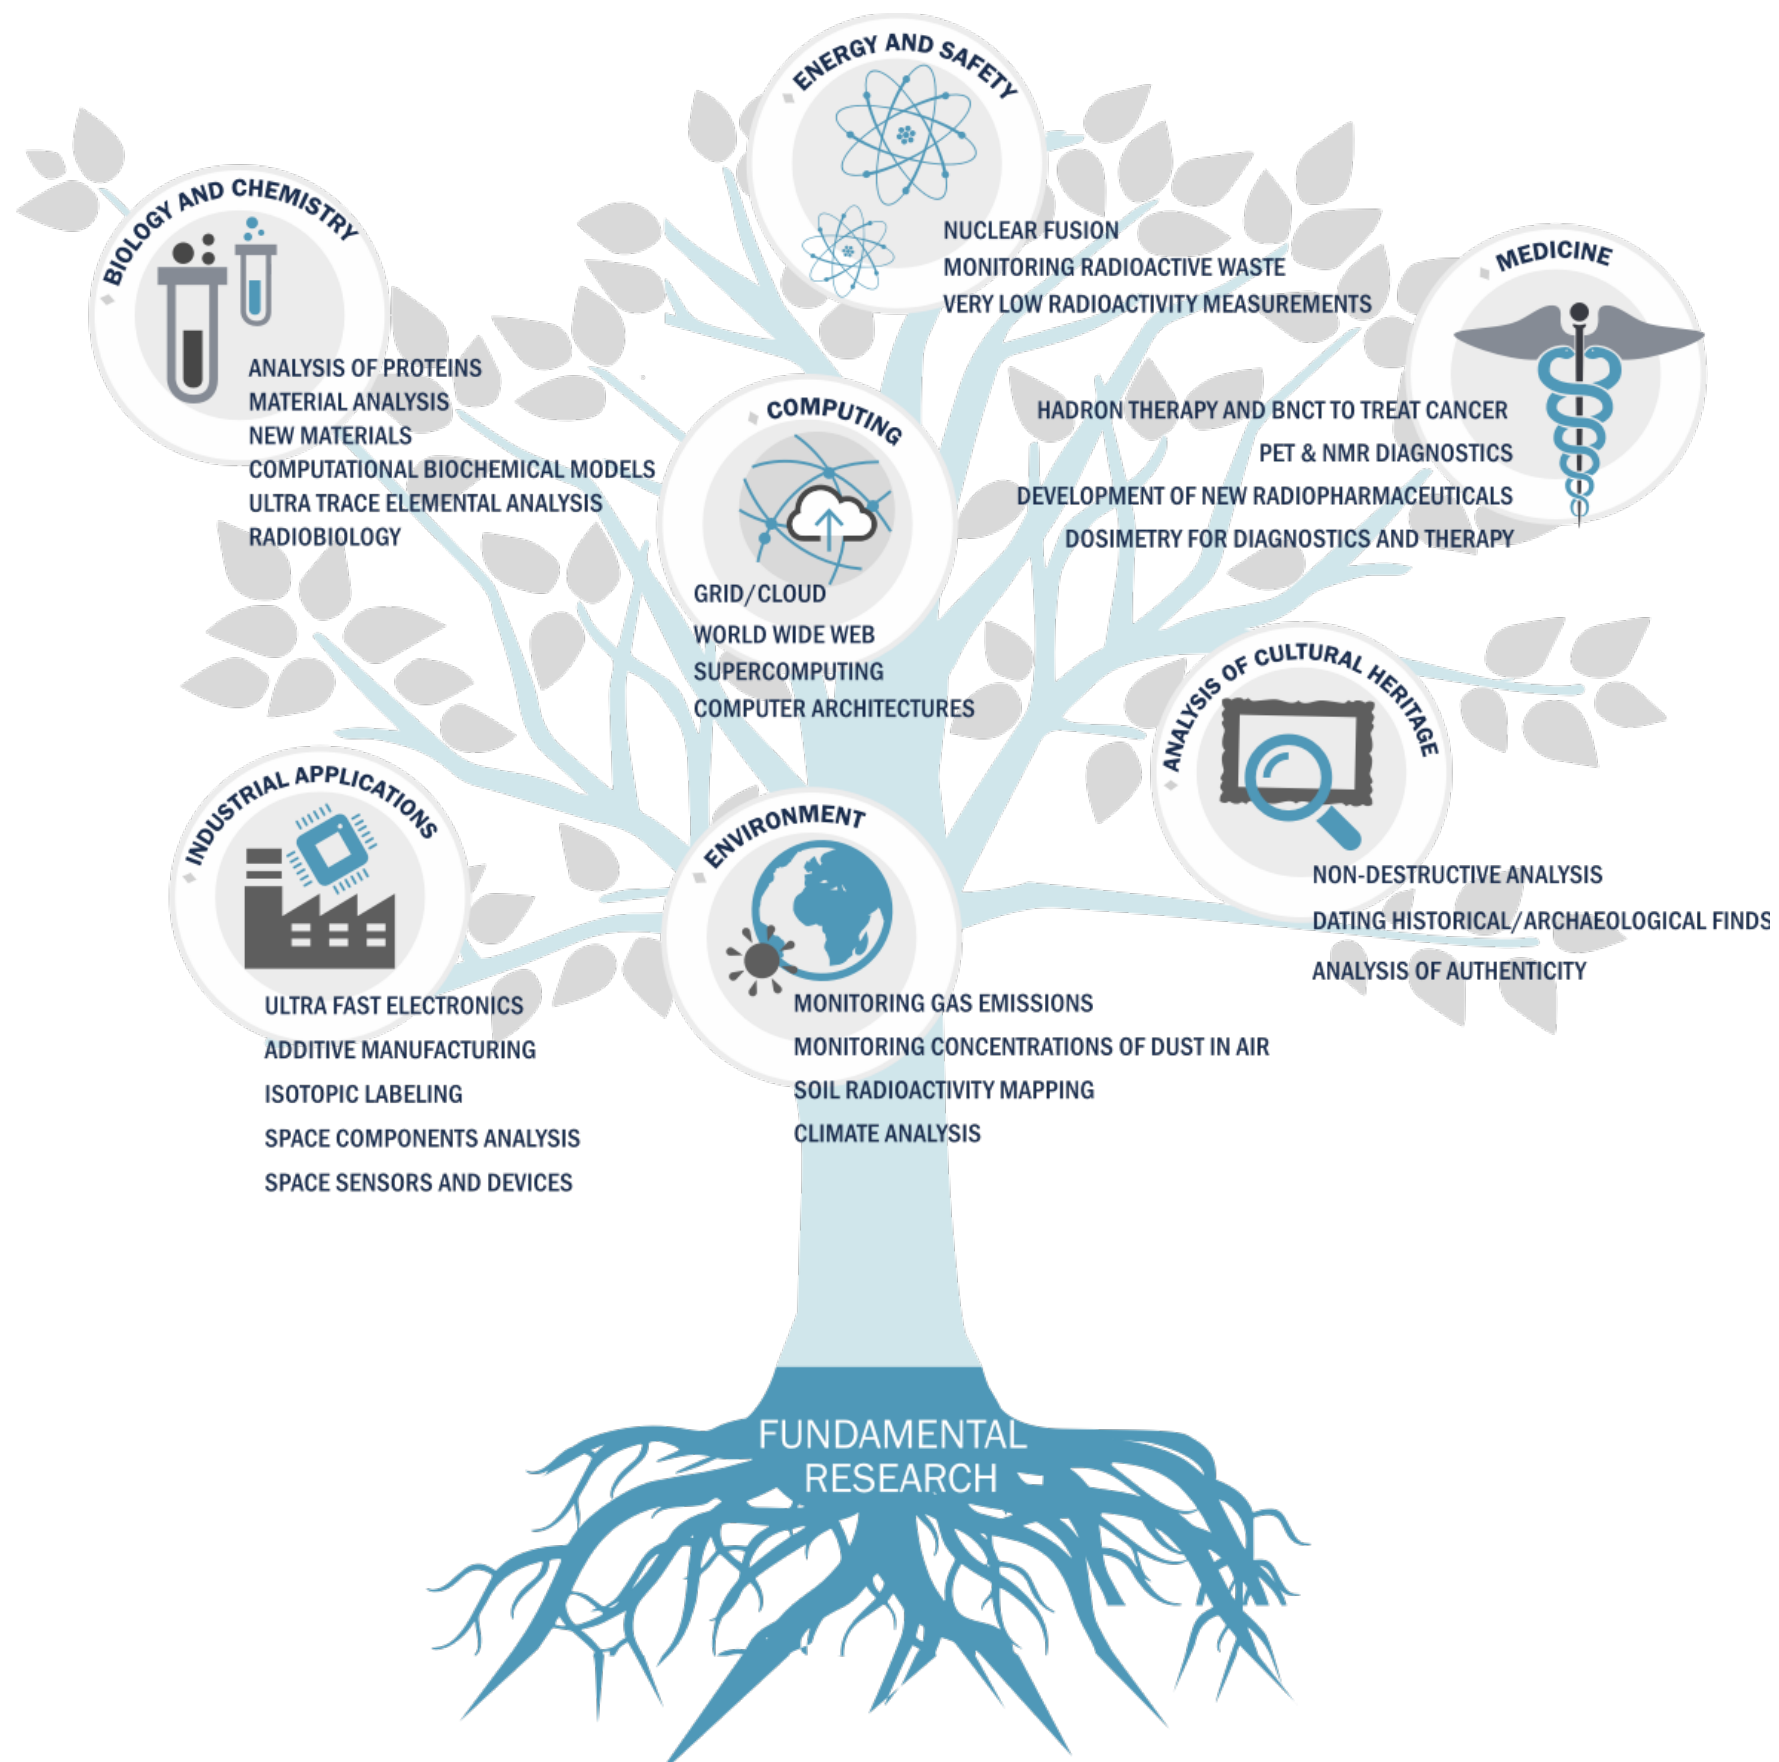 ENERGY AND SAFETY
NUCLEAR FUSION
MONITORING RADIOACTIVE WASTE
VERY LOW RADIOACTIVITY MEASUREMENTS
BIOLOGY AND CHEMISTRY
ANALYSIS OF PROTEINS
MATERIAL ANALYSIS
NEW MATERIALS
COMPUTATIONAL BIOCHEMICAL MODELS
ULTRA TRACE ELEMENTAL ANALYSIS
RADIOBIOLOGY
MEDICINE
HADRON THERAPY AND BNCT TO TREAT CANCER
PET & NMR DIAGNOSTICS
DEVELOPMENT OF NEW RADIOPHARMACEUTICALS
DOSIMETRY FOR DIAGNOSTICS AND THERAPY
COMPUTING
GRID/CLOUD
WORLD WIDE WEB
SUPERCOMPUTING
COMPUTER ARCHITECTURES
ANALYSIS OF CULTURAL HERITAGE
NON-DESTRUCTIVE ANALYSIS
DATING HISTORICAL/ARCHAEOLOGICAL FINDS
ANALYSIS OF AUTHENTICITY
INDUSTRIAL APPLICATIONS
ULTRA FAST ELECTRONICS
ADDITIVE MANUFACTURING
ISOTOPIC LABELING
SPACE COMPONENTS ANALYSIS
SPACE SENSORS AND DEVICES
ENVIRONMENT
MONITORING GAS EMISSIONS
MONITORING CONCENTRATIONS OF DUST IN AIR
SOIL RADIOACTIVITY MAPPING
CLIMATE ANALYSIS
FUNDAMENTAL
RESEARCH